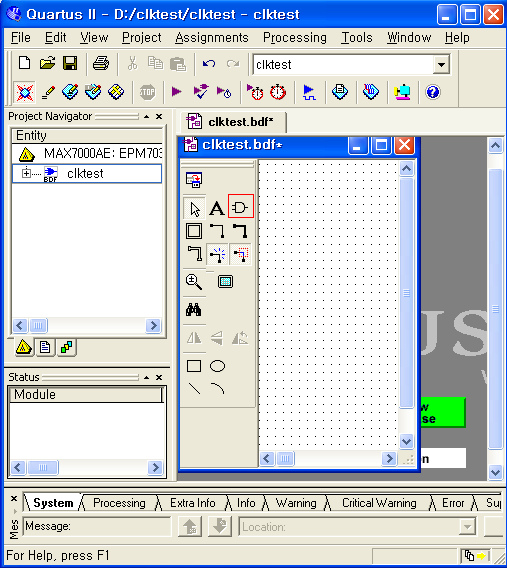 Quartus II - D:/clktest/clktest - clktest
File Edit View Project Assignments Processing Tools Window Help
clktest
STOP
Project Navigator
Entity
MAX7000AE: EPM703
BDF clktest
Status
Module
clktest.bdf*
clktest.bdf*
A
US
w
se
n
System Processing Extra Info Info Warning Critical Warning Error Su
Mes
Message:
Location:
For Help, press F1